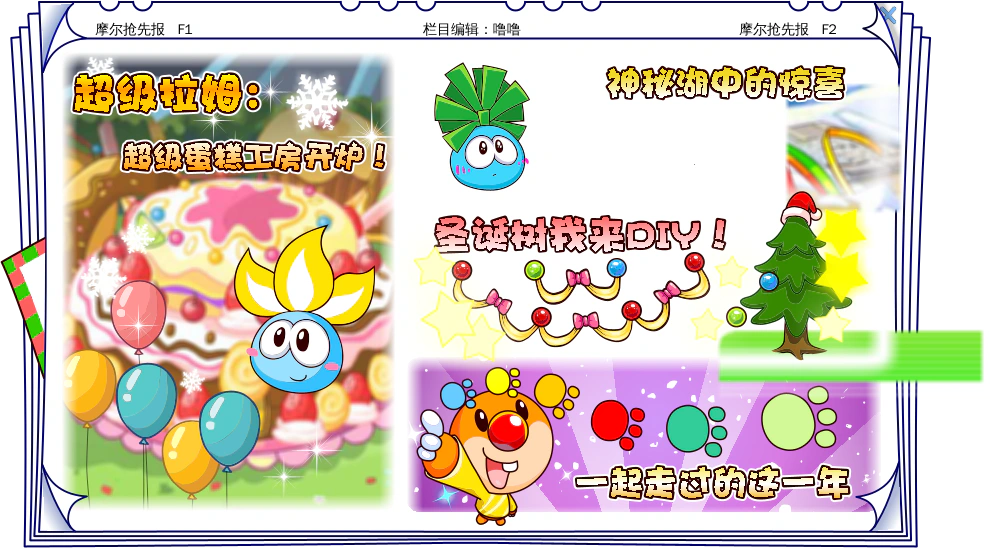 摩尔抢先报 F1
栏目编辑：噜噜
摩尔抢先报 F2
超级拉姆：
超级蛋糕工房开炉！
神秘湖中的惊喜
圣诞树我来DIY！
一起走过的这一年